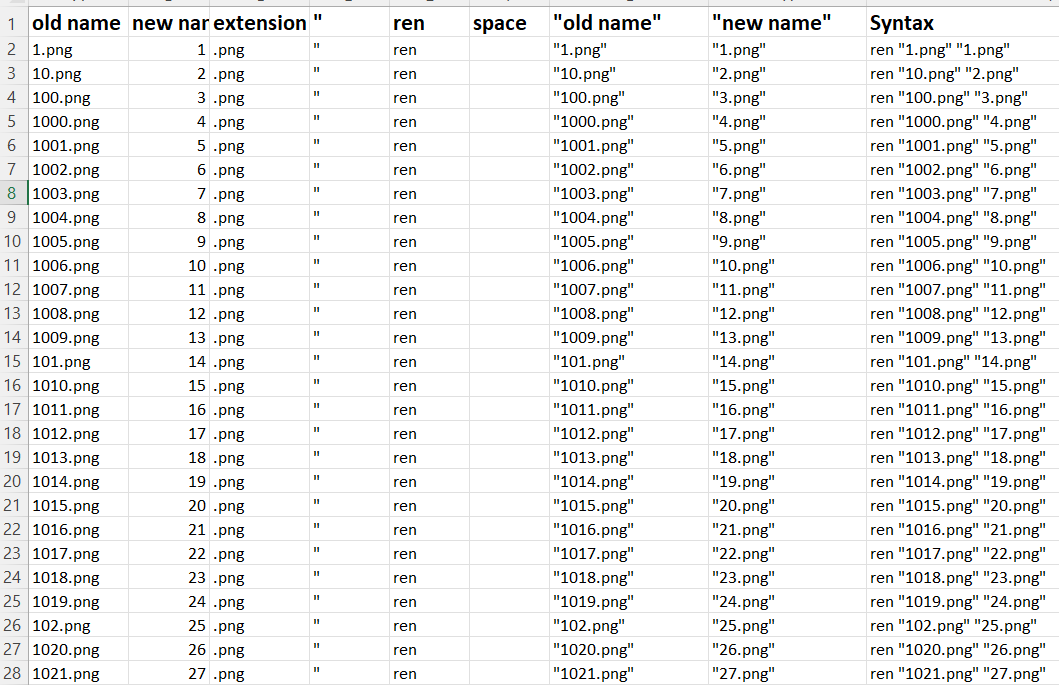 1 old name new nar extension " ren space "old name" "new name" Syntax
2 1.png 1 .png " ren "1.png" "1.png" ren "1.png" "1.png"
3 10.png 2 .png " ren "10.png" "2.png" ren "10.png" "2.png"
4 100.png 3 .png " ren "100.png" "3.png" ren "100.png" "3.png"
5 1000.png 4 .png " ren "1000.png" "4.png" ren "1000.png" "4.png"
6 1001.png 5 .png " ren "1001.png" "5.png" ren "1001.png" "5.png"
7 1002.png 6 .png " ren "1002.png" "6.png" ren "1002.png" "6.png"
8 1003.png 7 .png " ren "1003.png" "7.png" ren "1003.png" "7.png"
9 1004.png 8 .png " ren "1004.png" "8.png" ren "1004.png" "8.png"
10 1005.png 9 .png " ren "1005.png" "9.png" ren "1005.png" "9.png"
11 1006.png 10 .png " ren "1006.png" "10.png" ren "1006.png" "10.png"
12 1007.png 11 .png " ren "1007.png" "11.png" ren "1007.png" "11.png"
13 1008.png 12 .png " ren "1008.png" "12.png" ren "1008.png" "12.png"
14 1009.png 13 .png " ren "1009.png" "13.png" ren "1009.png" "13.png"
15 101.png 14 .png " ren "101.png" "14.png" ren "101.png" "14.png"
16 1010.png 15 .png " ren "1010.png" "15.png" ren "1010.png" "15.png"
17 1011.png 16 .png " ren "1011.png" "16.png" ren "1011.png" "16.png"
18 1012.png 17 .png " ren "1012.png" "17.png" ren "1012.png" "17.png"
19 1013.png 18 .png " ren "1013.png" "18.png" ren "1013.png" "18.png"
20 1014.png 19 .png " ren "1014.png" "19.png" ren "1014.png" "19.png"
21 1015.png 20 .png " ren "1015.png" "20.png" ren "1015.png" "20.png"
22 1016.png 21 .png " ren "1016.png" "21.png" ren "1016.png" "21.png"
23 1017.png 22 .png " ren "1017.png" "22.png" ren "1017.png" "22.png"
24 1018.png 23 .png " ren "1018.png" "23.png" ren "1018.png" "23.png"
25 1019.png 24 .png " ren "1019.png" "24.png" ren "1019.png" "24.png"
26 102.png 25 .png " ren "102.png" "25.png" ren "102.png" "25.png"
27 1020.png 26 .png " ren "1020.png" "26.png" ren "1020.png" "26.png"
28 1021.png 27 .png " ren "1021.png" "27.png" ren "1021.png" "27.png"